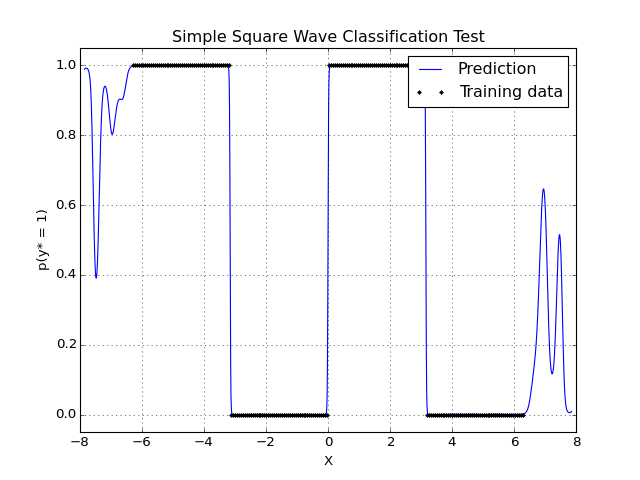 Simple Square Wave Classification Test
Prediction
Training data
p(y* = 1)
1.0
0.8
0.6
0.4
0.2
0.0
−8 −6 −4 −2 0 2 4 6 8
X